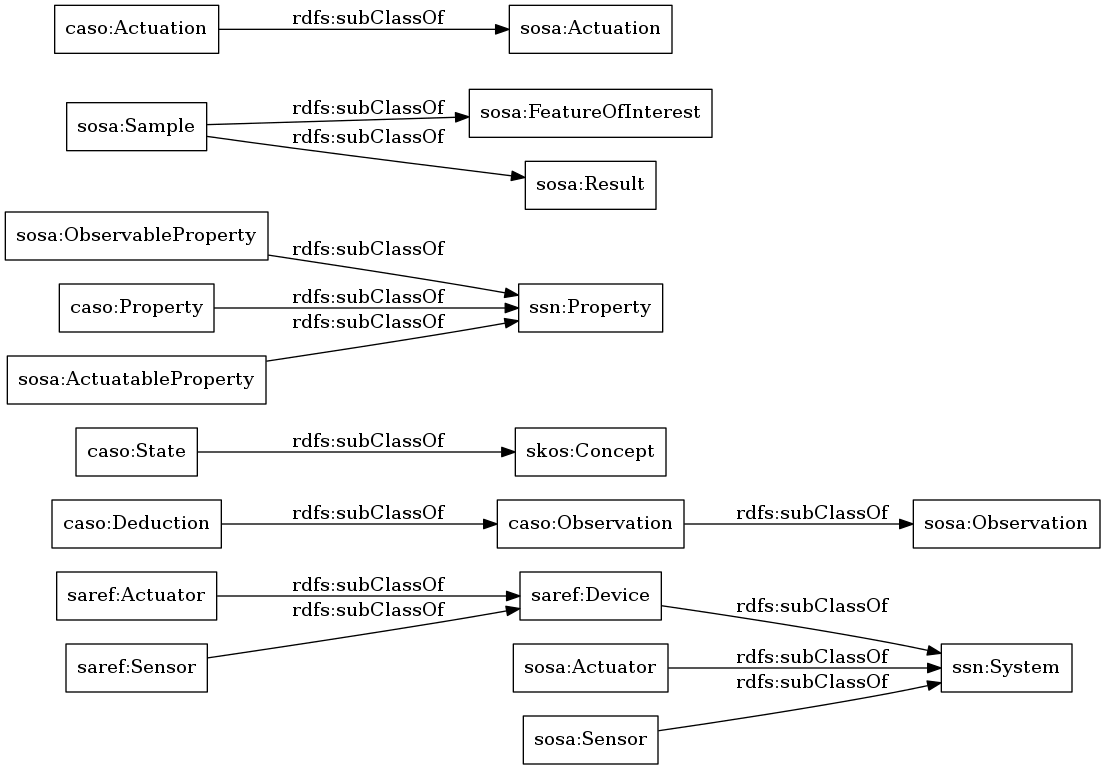 caso:Actuation rdfs:subClassOf sosa:Actuation
sosa:Sample rdfs:subClassOf sosa:FeatureOfInterest
rdfs:subClassOf sosa:Result
sosa:ObservableProperty rdfs:subClassOf
caso:Property rdfs:subClassOf ssn:Property
sosa:ActuatableProperty rdfs:subClassOf
caso:State rdfs:subClassOf skos:Concept
caso:Deduction rdfs:subClassOf caso:Observation rdfs:subClassOf sosa:Observation
saref:Actuator rdfs:subClassOf saref:Device rdfs:subClassOf
saref:Sensor rdfs:subClassOf sosa:Actuator rdfs:subClassOf ssn:System
sosa:Sensor rdfs:subClassOf